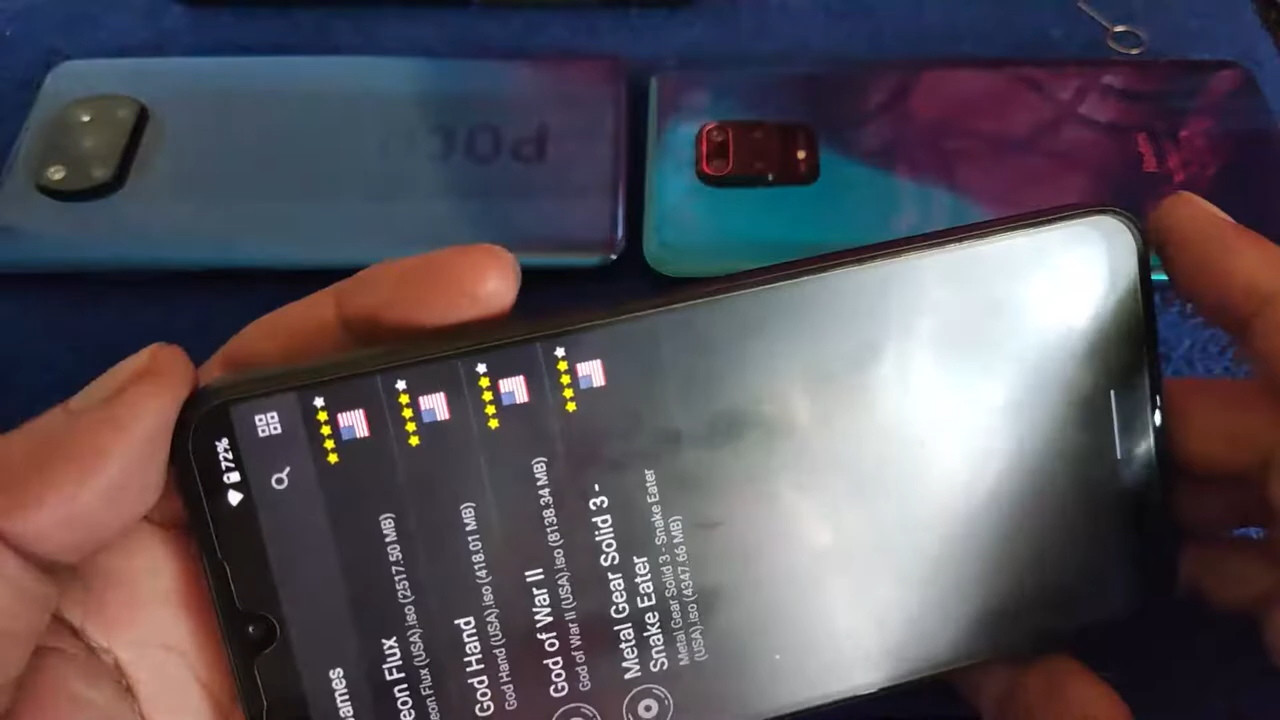 POCO
72%
ames
eon Flux
eon Flux (USA).iso (2517.50 MB)
God Hand
God Hand (USA).iso (418.01 MB)
God of War II
God of War II (USA).iso (8138.34 MB)
Metal Gear Solid 3 -
Snake Eater
Metal Gear Solid 3 - Snake Eater
(USA).iso (4347.66 MB)